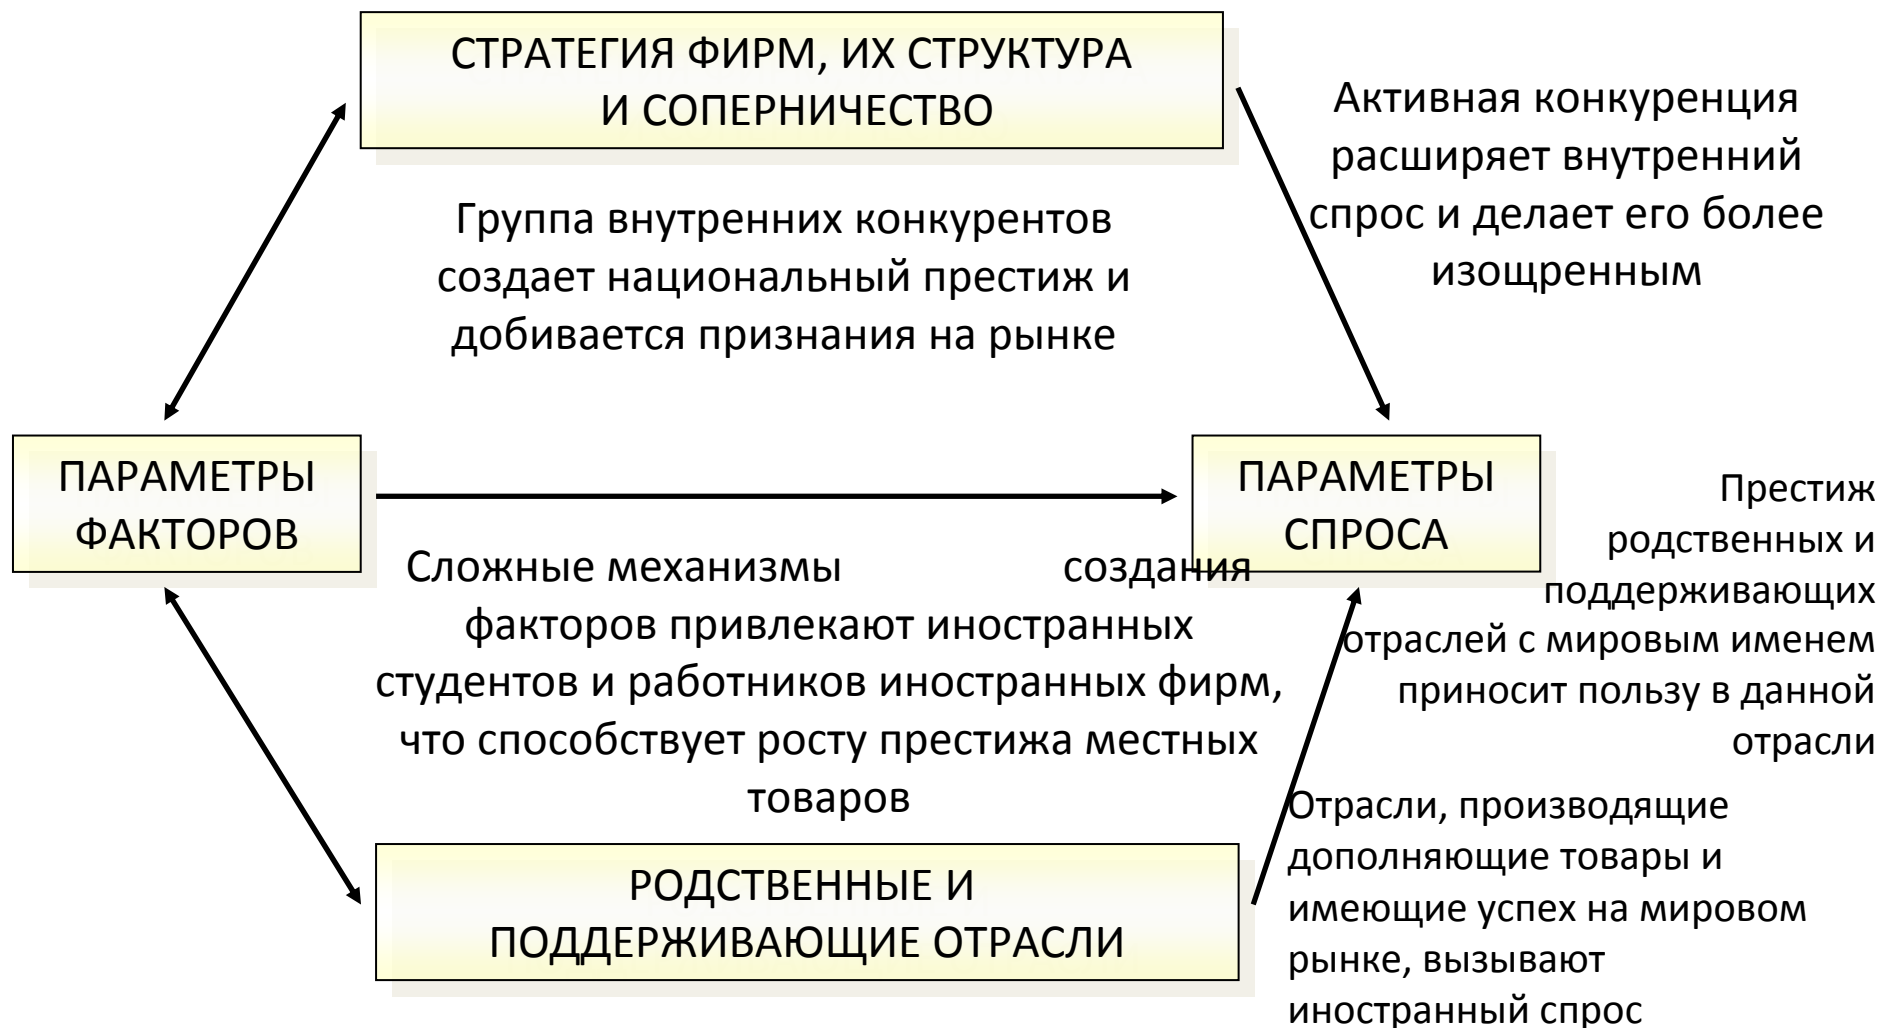 СТРАТЕГИЯ ФИРМ, ИХ СТРУКТУРА
И СОПЕРНИЧЕСТВО
Активная конкуренция
расширяет внутренний
спрос и делает его более
изощренным
Группа внутренних конкурентов
создает национальный престиж и
добивается признания на рынке
ПАРАМЕТРЫ
ФАКТОРОВ
ПАРАМЕТРЫ
СПРОСА
Престиж
родственных и
поддерживающих
отраслей с мировым именем
приносит пользу в данной
отрасли
Сложные механизмы создания
факторов привлекают иностранных
студентов и работников иностранных фирм,
что способствует росту престижа местных
товаров
Отрасли, производящие
дополняющие товары и
имеющие успех на мировом
рынке, вызывают
иностранный спрос
РОДСТВЕННЫЕ И
ПОДДЕРЖИВАЮЩИЕ ОТРАСЛИ